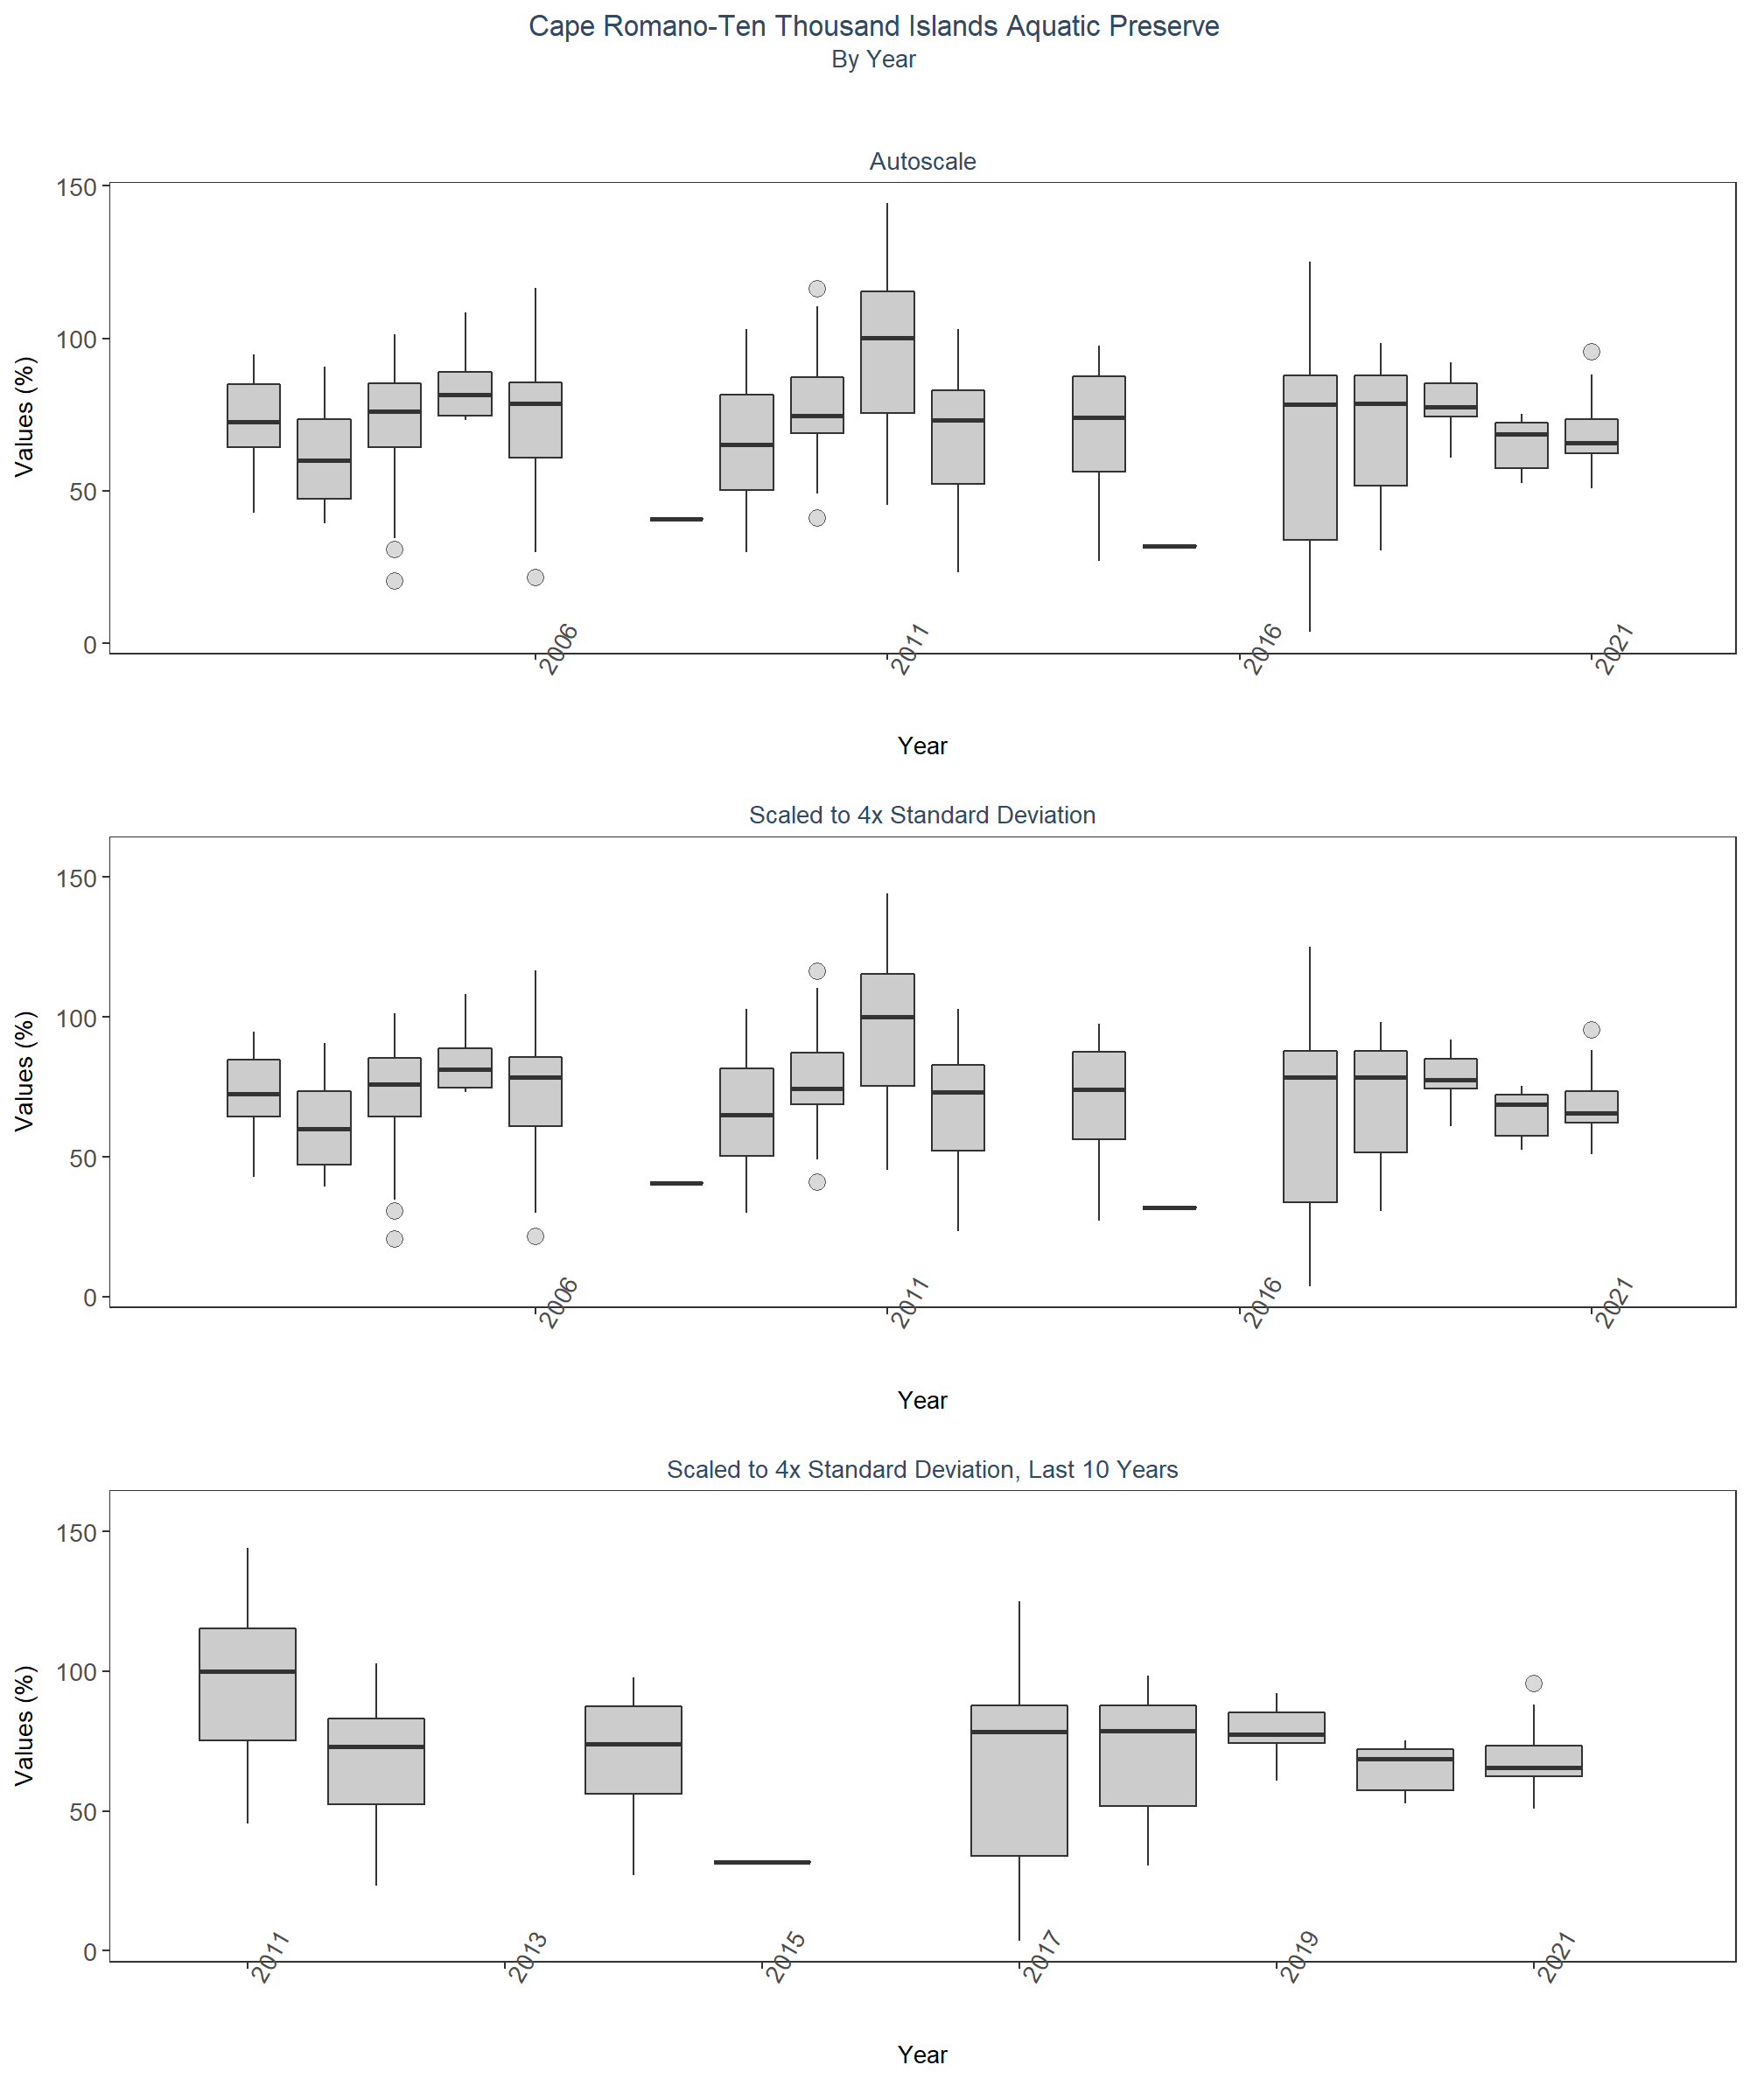 Cape Romano-Ten Thousand Islands Aquatic Preserve
By Year
Autoscale
Values (%)
150
100
50
0
2006 2011 2016 2021
Year
Scaled to 4x Standard Deviation
Values (%)
150
100
50
0
2006 2011 2016 2021
Year
Scaled to 4x Standard Deviation, Last 10 Years
Values (%)
150
100
50
0
2011 2013 2015 2017 2019 2021
Year